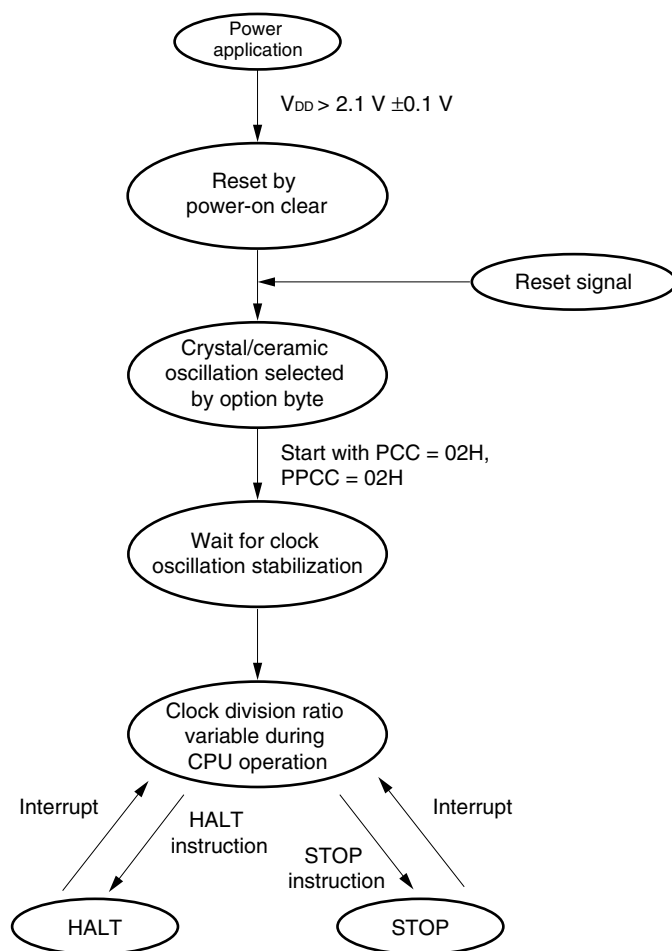 Power
application
VDD > 2.1 V ±0.1 V
Reset by
power-on clear
Reset signal
Crystal/ceramic
oscillation selected
by option byte
Start with PCC = 02H,
PPCC = 02H
Wait for clock
oscillation stabilization
Clock division ratio
variable during
CPU operation
Interrupt
HALT
instruction
STOP
instruction
Interrupt
HALT
STOP